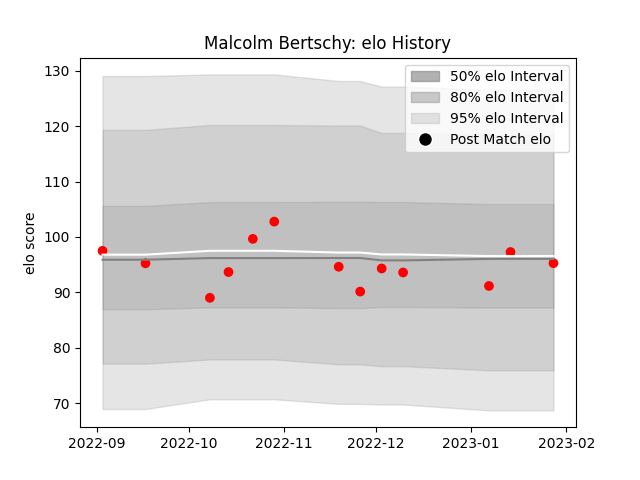 Malcolm Bertschy: elo History
50% elo Interval
80% elo Interval
95% elo Interval
Post Match elo
elo score
130
120
110
100
90
80
70
2022-09
2022-10
2022-11
2022-12
2023-01
2023-02